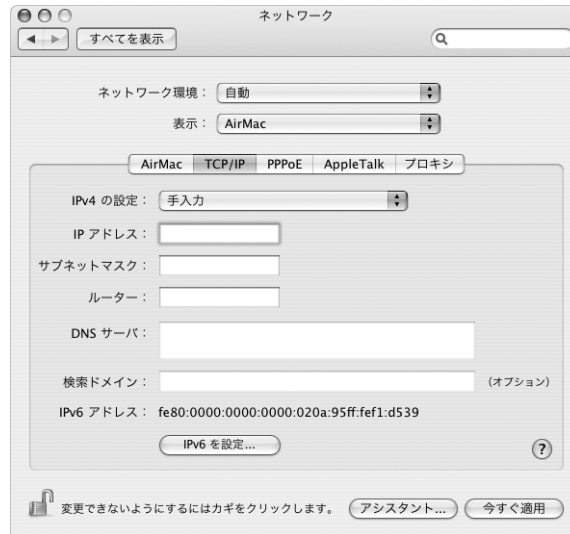 ネットワーク
すべてを表示
ネットワーク環境： 自動
表示： AirMac
AirMac TCP/IP PPPoE AppleTalk プロキシ
IPv4 の設定： 手入力
IP アドレス：
サブネットマスク：
ルーター：
DNS サーバ：
検索ドメイン： (オプション)
IPv6 アドレス： fe80:0000:0000:0000:020a:95ff:fef1:d539
IPv6 を設定... ?
変更できないようにするにはカギをクリックします。 アシスタント... 今すぐ適用